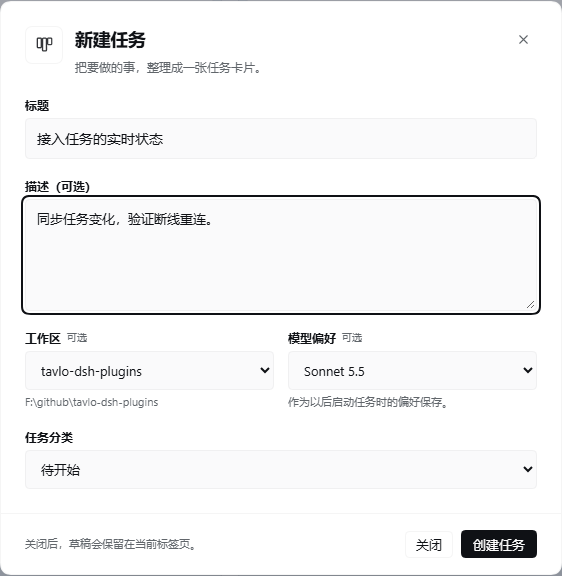 新建任务
把要做的事，整理成一张任务卡片。
标题
接入任务的实时状态
描述（可选）
同步任务变化，验证断线重连。
工作区 可选
模型偏好 可选
tavlo-dsh-plugins
Sonnet 5.5
F:\github\tavlo-dsh-plugins
作为以后启动任务时的偏好保存。
任务分类
待开始
关闭后，草稿会保留在当前标签页。
关闭
创建任务